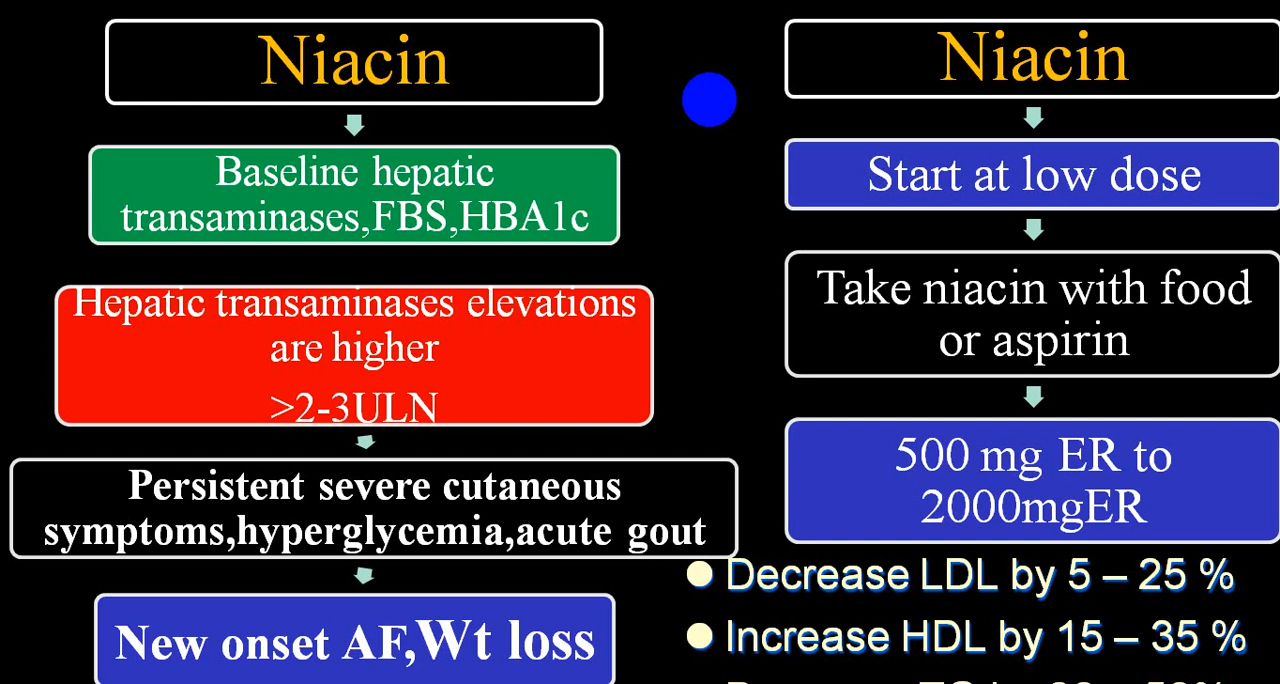 Niacin
Baseline hepatic
transaminases,FBS,HBA1c
Hepatic transaminases elevations
are higher
>2-3ULN
Persistent severe cutaneous
symptoms,hyperglycemia,acute gout
New onset AF,Wt loss
Niacin
Start at low dose
Take niacin with food
or aspirin
500 mg ER to
2000mgER
Decrease LDL by 5 – 25 %
Increase HDL by 15 – 35 %